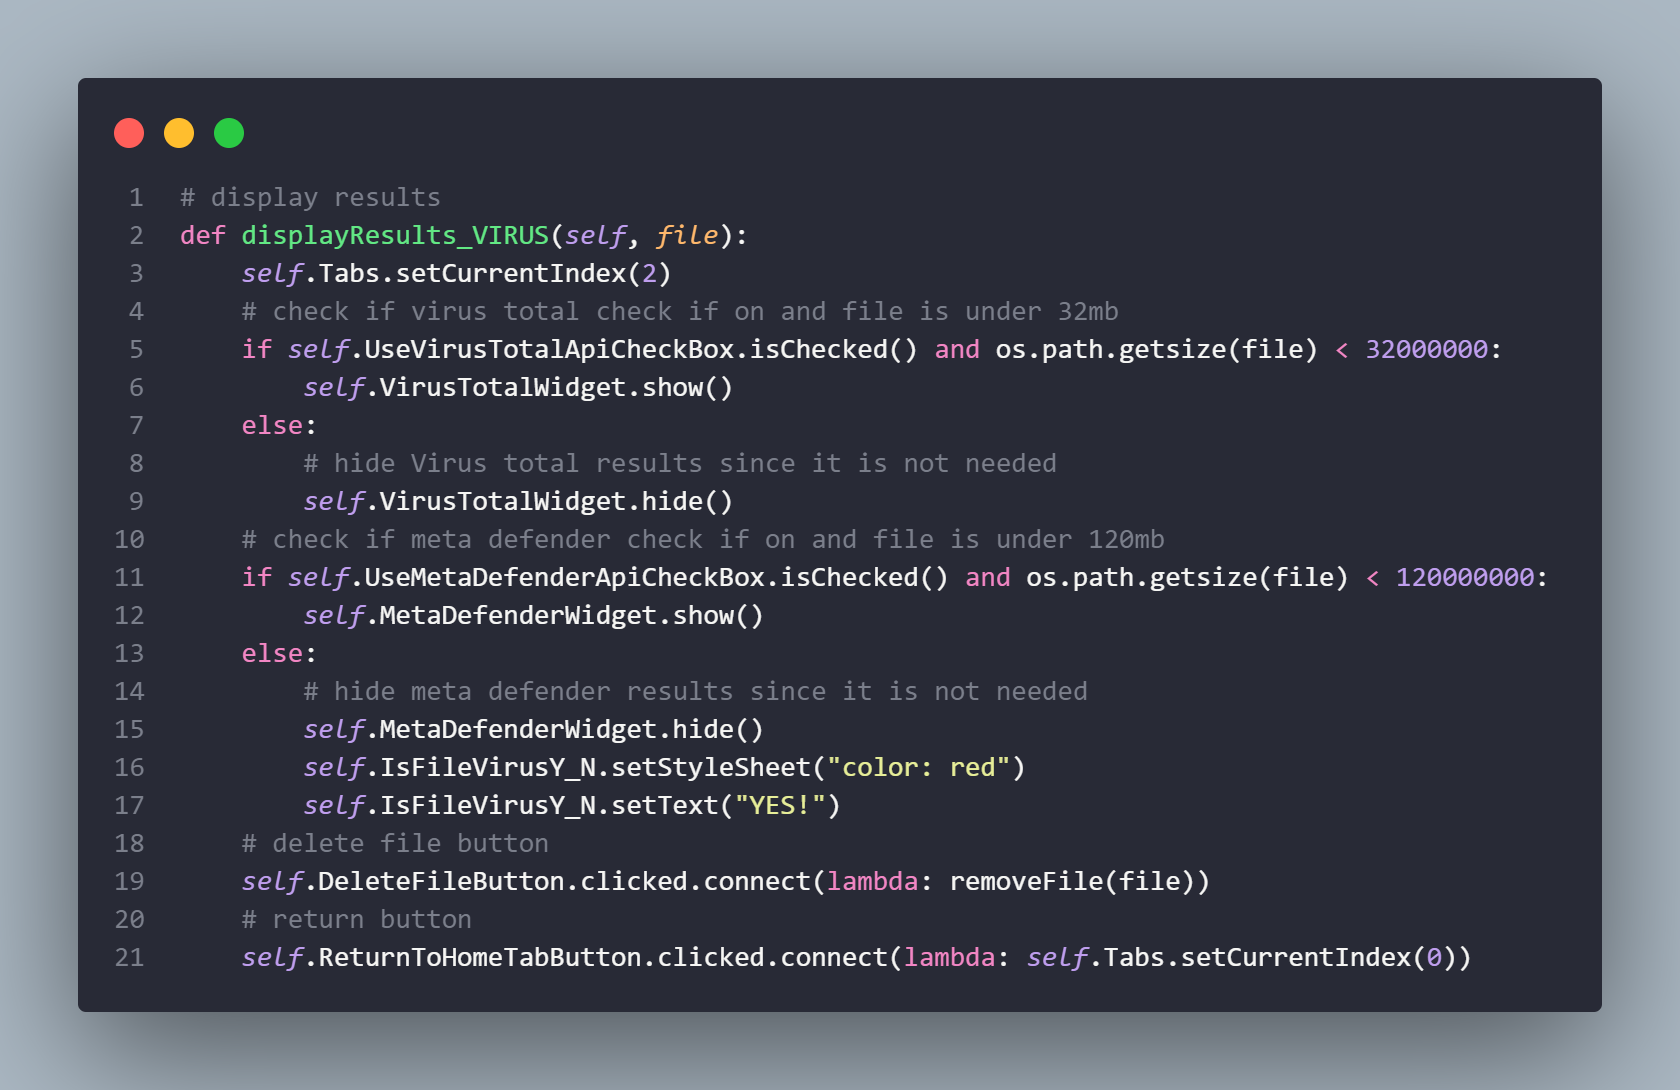 1 # display results
2 def displayResults_VIRUS(self, file):
3     self.Tabs.setCurrentIndex(2)
4     # check if virus total check if on and file is under 32mb
5     if self.UseVirusTotalApiCheckBox.isChecked() and os.path.getsize(file) < 32000000:
6         self.VirusTotalWidget.show()
7     else:
8         # hide Virus total results since it is not needed
9         self.VirusTotalWidget.hide()
10     # check if meta defender check if on and file is under 120mb
11     if self.UseMetaDefenderApiCheckBox.isChecked() and os.path.getsize(file) < 120000000:
12         self.MetaDefenderWidget.show()
13     else:
14         # hide meta defender results since it is not needed
15         self.MetaDefenderWidget.hide()
16         self.IsFileVirusY_N.setStyleSheet("color: red")
17         self.IsFileVirusY_N.setText("YES!")
18     # delete file button
19     self.DeleteFileButton.clicked.connect(lambda: removeFile(file))
20     # return button
21     self.ReturnToHomeTabButton.clicked.connect(lambda: self.Tabs.setCurrentIndex(0))